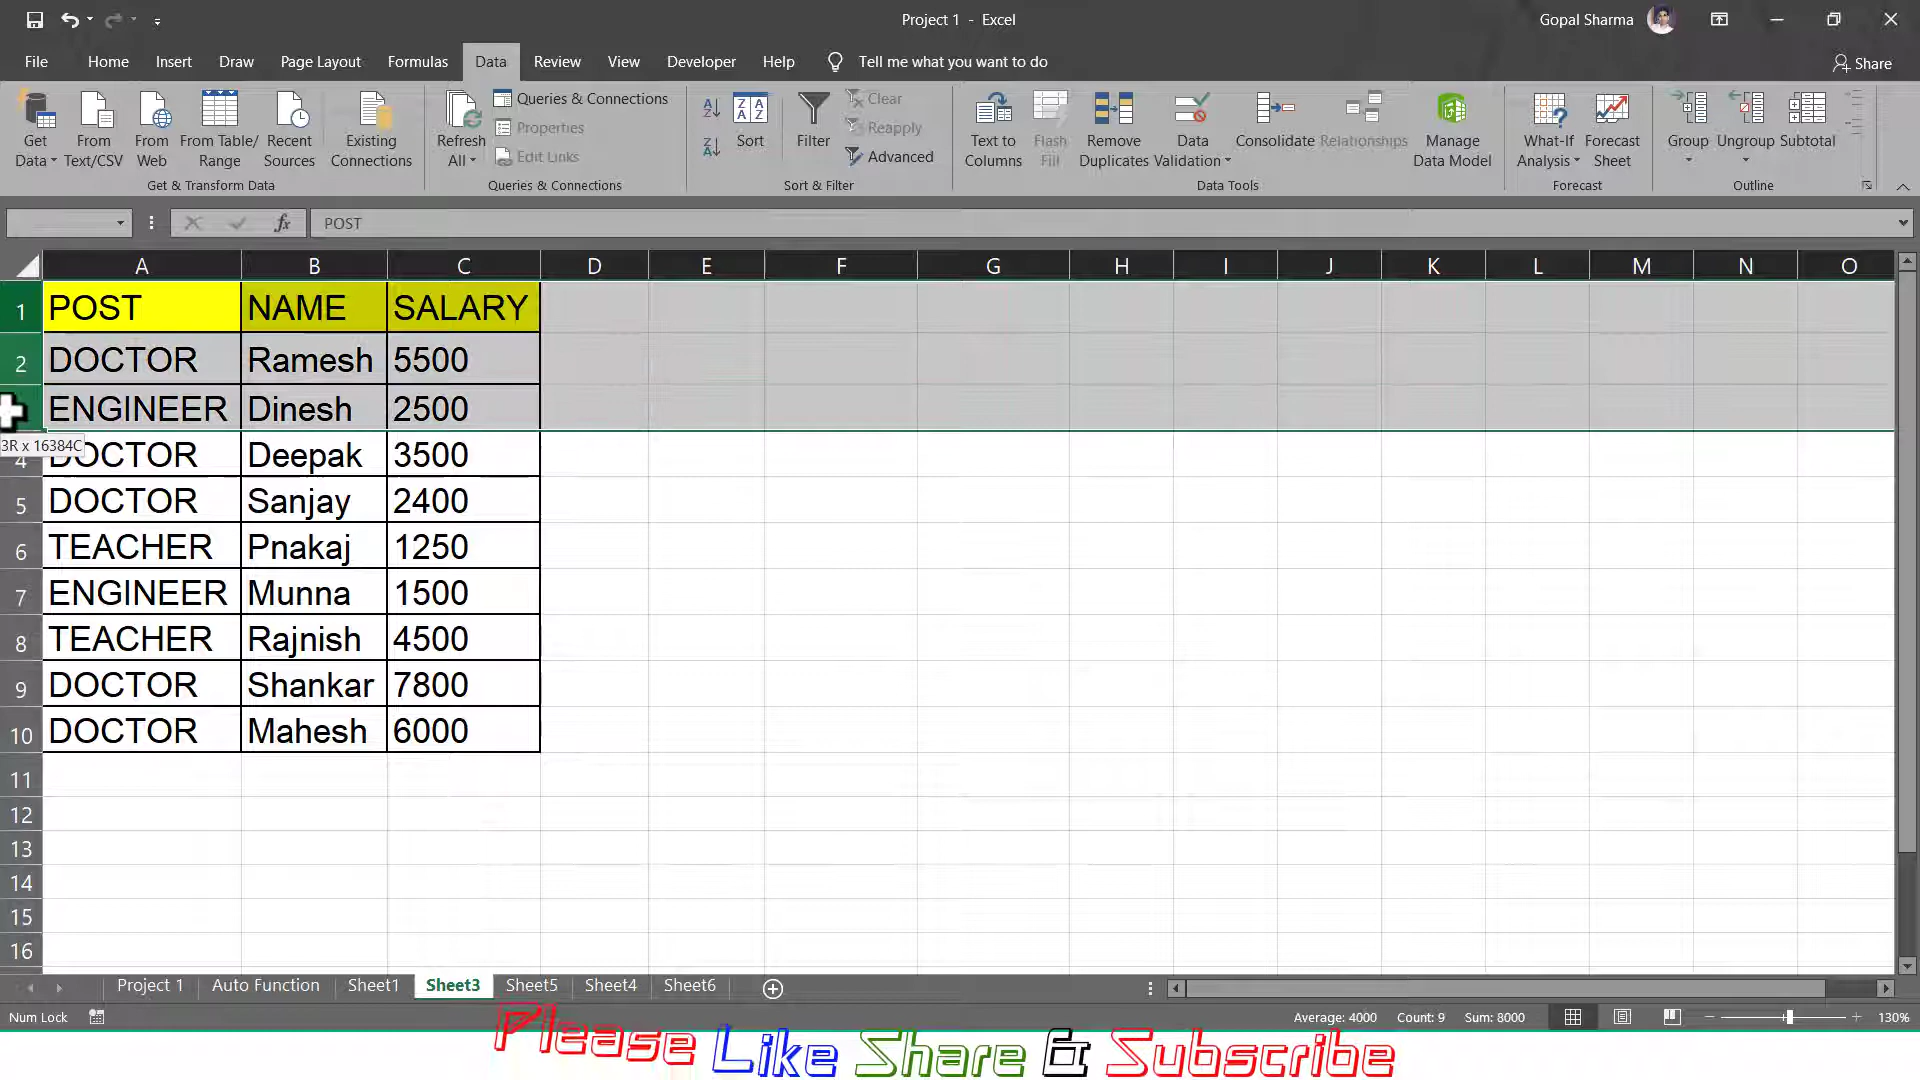 Project 1 - Excel
Gopal Sharma
File Home Insert Draw Page Layout Formulas Data Review View Developer Help Tell me what you want to do Share
Get Data
From Text/CSV
From Web
From Table/ Range
Recent Sources
Existing Connections
Get & Transform Data
Refresh All
Queries & Connections
Properties
Edit Links
Queries & Connections
Sort
Filter
Clear
Reapply
Advanced
Sort & Filter
Text to Columns
Flash Fill
Remove Duplicates
Data Validation
Consolidate
Relationships
Manage Data Model
Data Tools
What-If Analysis
Forecast Sheet
Forecast
Group
Ungroup
Subtotal
Outline
fx POST
A B C D E F G H I J K L M N O
1 POST NAME SALARY
2 DOCTOR Ramesh 5500
ENGINEER Dinesh 2500
3R x 16384C
4 DOCTOR Deepak 3500
5 DOCTOR Sanjay 2400
6 TEACHER Pnakaj 1250
7 ENGINEER Munna 1500
8 TEACHER Rajnish 4500
9 DOCTOR Shankar 7800
10 DOCTOR Mahesh 6000
11
12
13
14
15
16
Project 1 Auto Function Sheet1 Sheet3 Sheet5 Sheet4 Sheet6
Num Lock Average: 4000 Count: 9 Sum: 8000 130%
Please Like Share & Subscribe